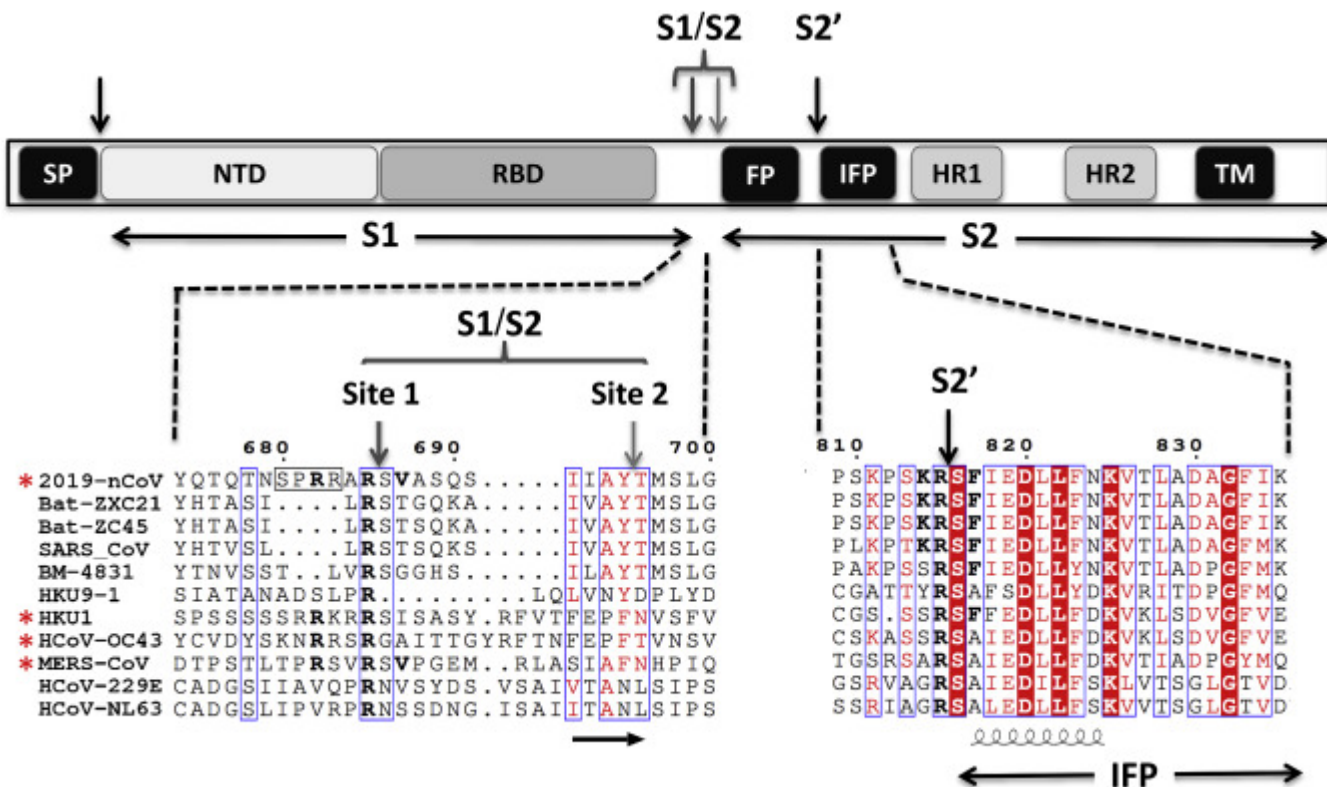 S1/S2 S2’
SP NTD RBD FP IFP HR1 HR2 TM
S1 S2
S1/S2
Site 1 Site 2 S2’
680 690 700 810 820 830
* 2019-nCoV YQTQTNSPRRARSVASQS.....IIAYTMSLG PSKPSKRSFIEDLLFNKVTLADAGFIK
Bat-ZXC21 YHTASI....LRSTGQKA.....IVAYTMSLG PSKPSKRSFIEDLLFNKVTLADAGFIK
Bat-ZC45 YHTASI....LRSTSQKA.....IVAYTMSLG PSKPSKRSFIEDLLFNKVTLADAGFIK
SARS_CoV YHTVSL....LRSTSQKS.....IVAYTMSLG PLKPTKRSFIEDLLFNKVTLADAGFMK
BM-4831 YTNVSST..LVRSGGHS......ILAYTMSLG PAKPSSRSFIEDLLFNKVTLADPGFMK
HKU9-1 SIATANADSLPR.........LQLVNYDPLYD CGATTYRSAFSDLLYDKVRITDPGFMQ
* HKU1 SPSSSSSRRKRRSISASY.RFVTFEPFNVSFV CGS.SSRSFFEDLLFDKVKLSDVGFVE
* HCoV-OC43 YCVDYSKNRRSRGAITTGYRFTNFEPFTVNSV CSKASSRSAIEDLLFDKVKLSDVGFVE
* MERS-CoV DTPSTLTPRSVRSVPGEM..RLASIAFNHPIQ TGSRSARSAIEDLLFDKVTIADPGYMQ
HCoV-229E CADGSIIAVQPRNVSYDS.VSAIVTANLSIPS GSRVAGRSAIEDILFSKLVTSGLGTVD
HCoV-NL63 CADGSLIPVRPRNSSDNG.ISAIITANLSIPS SSRIAGRSALEDLLFSKVVTSGLGTVD
IFP